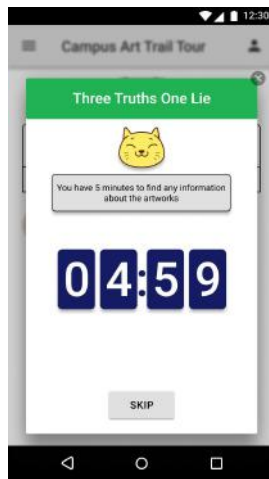 12:30
Campus Art Trail Tour
Three Truths One Lie
You have 5 minutes to find any information
about the artworks
04:59
SKIP